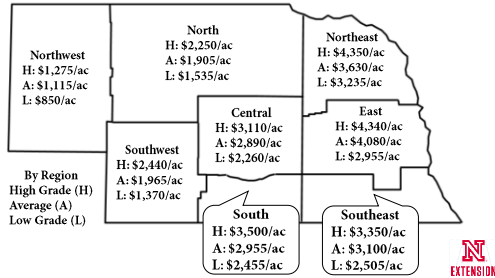 Northwest
H: $1,275/ac
A: $1,115/ac
L: $850/ac
North
H: $2,250/ac
A: $1,905/ac
L: $1,535/ac
Northeast
H: $4,350/ac
A: $3,630/ac
L: $3,235/ac
Central
H: $3,110/ac
A: $2,890/ac
L: $2,260/ac
East
H: $4,340/ac
A: $4,080/ac
L: $2,955/ac
Southwest
H: $2,440/ac
A: $1,965/ac
L: $1,370/ac
By Region
High Grade (H)
Average (A)
Low Grade (L)
South
H: $3,500/ac
A: $2,955/ac
L: $2,455/ac
Southeast
H: $3,350/ac
A: $3,100/ac
L: $2,505/ac
N
EXTENSION